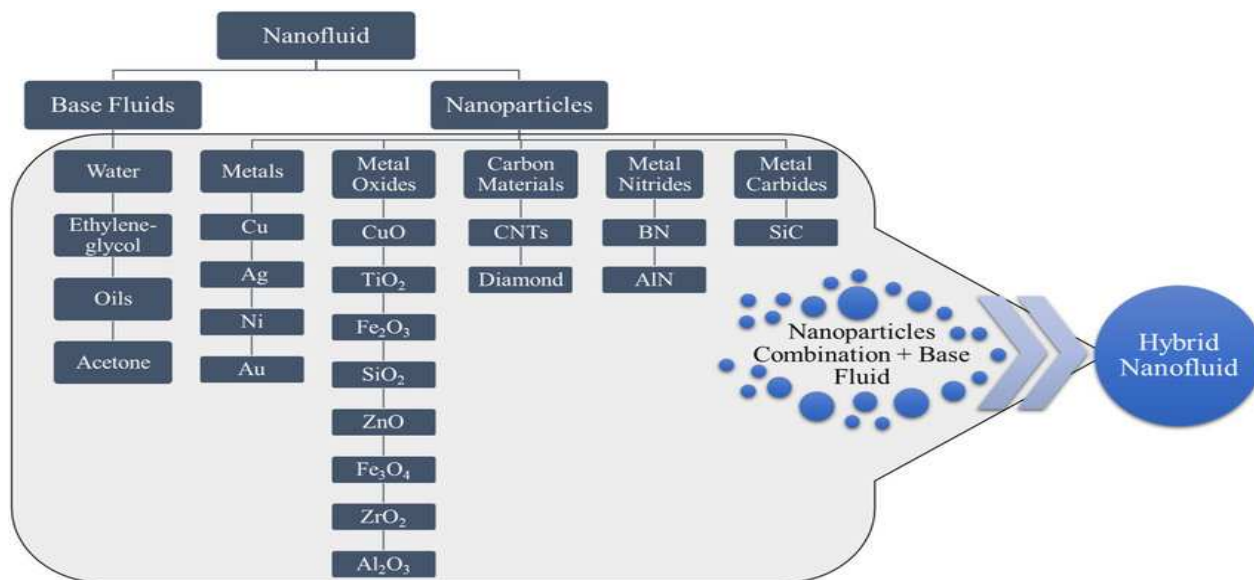 Nanofluid
Base Fluids
Nanoparticles
Water
Ethylene-
glycol
Oils
Acetone
Metals
Cu
Ag
Ni
Au
Metal
Oxides
CuO
TiO₂
Fe₂O₃
SiO₂
ZnO
Fe₃O₄
ZrO₂
Al₂O₃
Carbon
Materials
CNTs
Diamond
Metal
Nitrides
BN
AlN
Metal
Carbides
SiC
Nanoparticles
Combination + Base
Fluid
Hybrid
Nanofluid